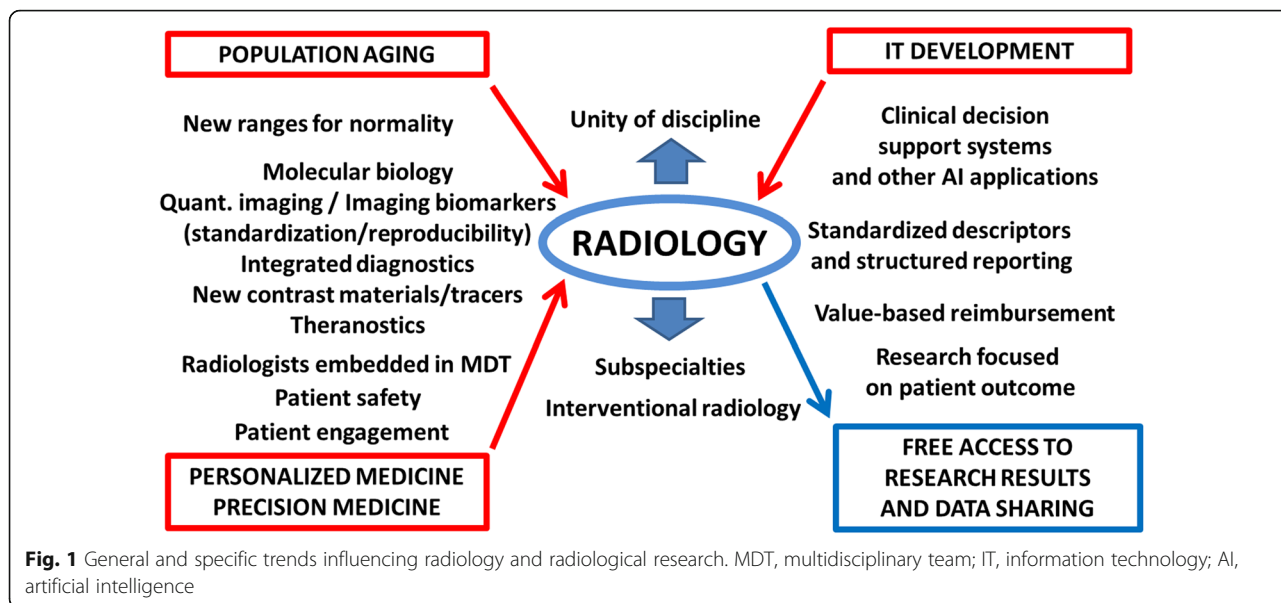 POPULATION AGING
IT DEVELOPMENT
New ranges for normality
Molecular biology
Quant. imaging / Imaging biomarkers
(standardization/reproducibility)
Integrated diagnostics
New contrast materials/tracers
Theranostics
Radiologists embedded in MDT
Patient safety
Patient engagement
PERSONALIZED MEDICINE
PRECISION MEDICINE
Unity of discipline
RADIOLOGY
Subspecialties
Interventional radiology
Clinical decision
support systems
and other AI applications
Standardized descriptors
and structured reporting
Value-based reimbursement
Research focused
on patient outcome
FREE ACCESS TO
RESEARCH RESULTS
AND DATA SHARING
Fig. 1 General and specific trends influencing radiology and radiological research. MDT, multidisciplinary team; IT, information technology; AI,
artificial intelligence